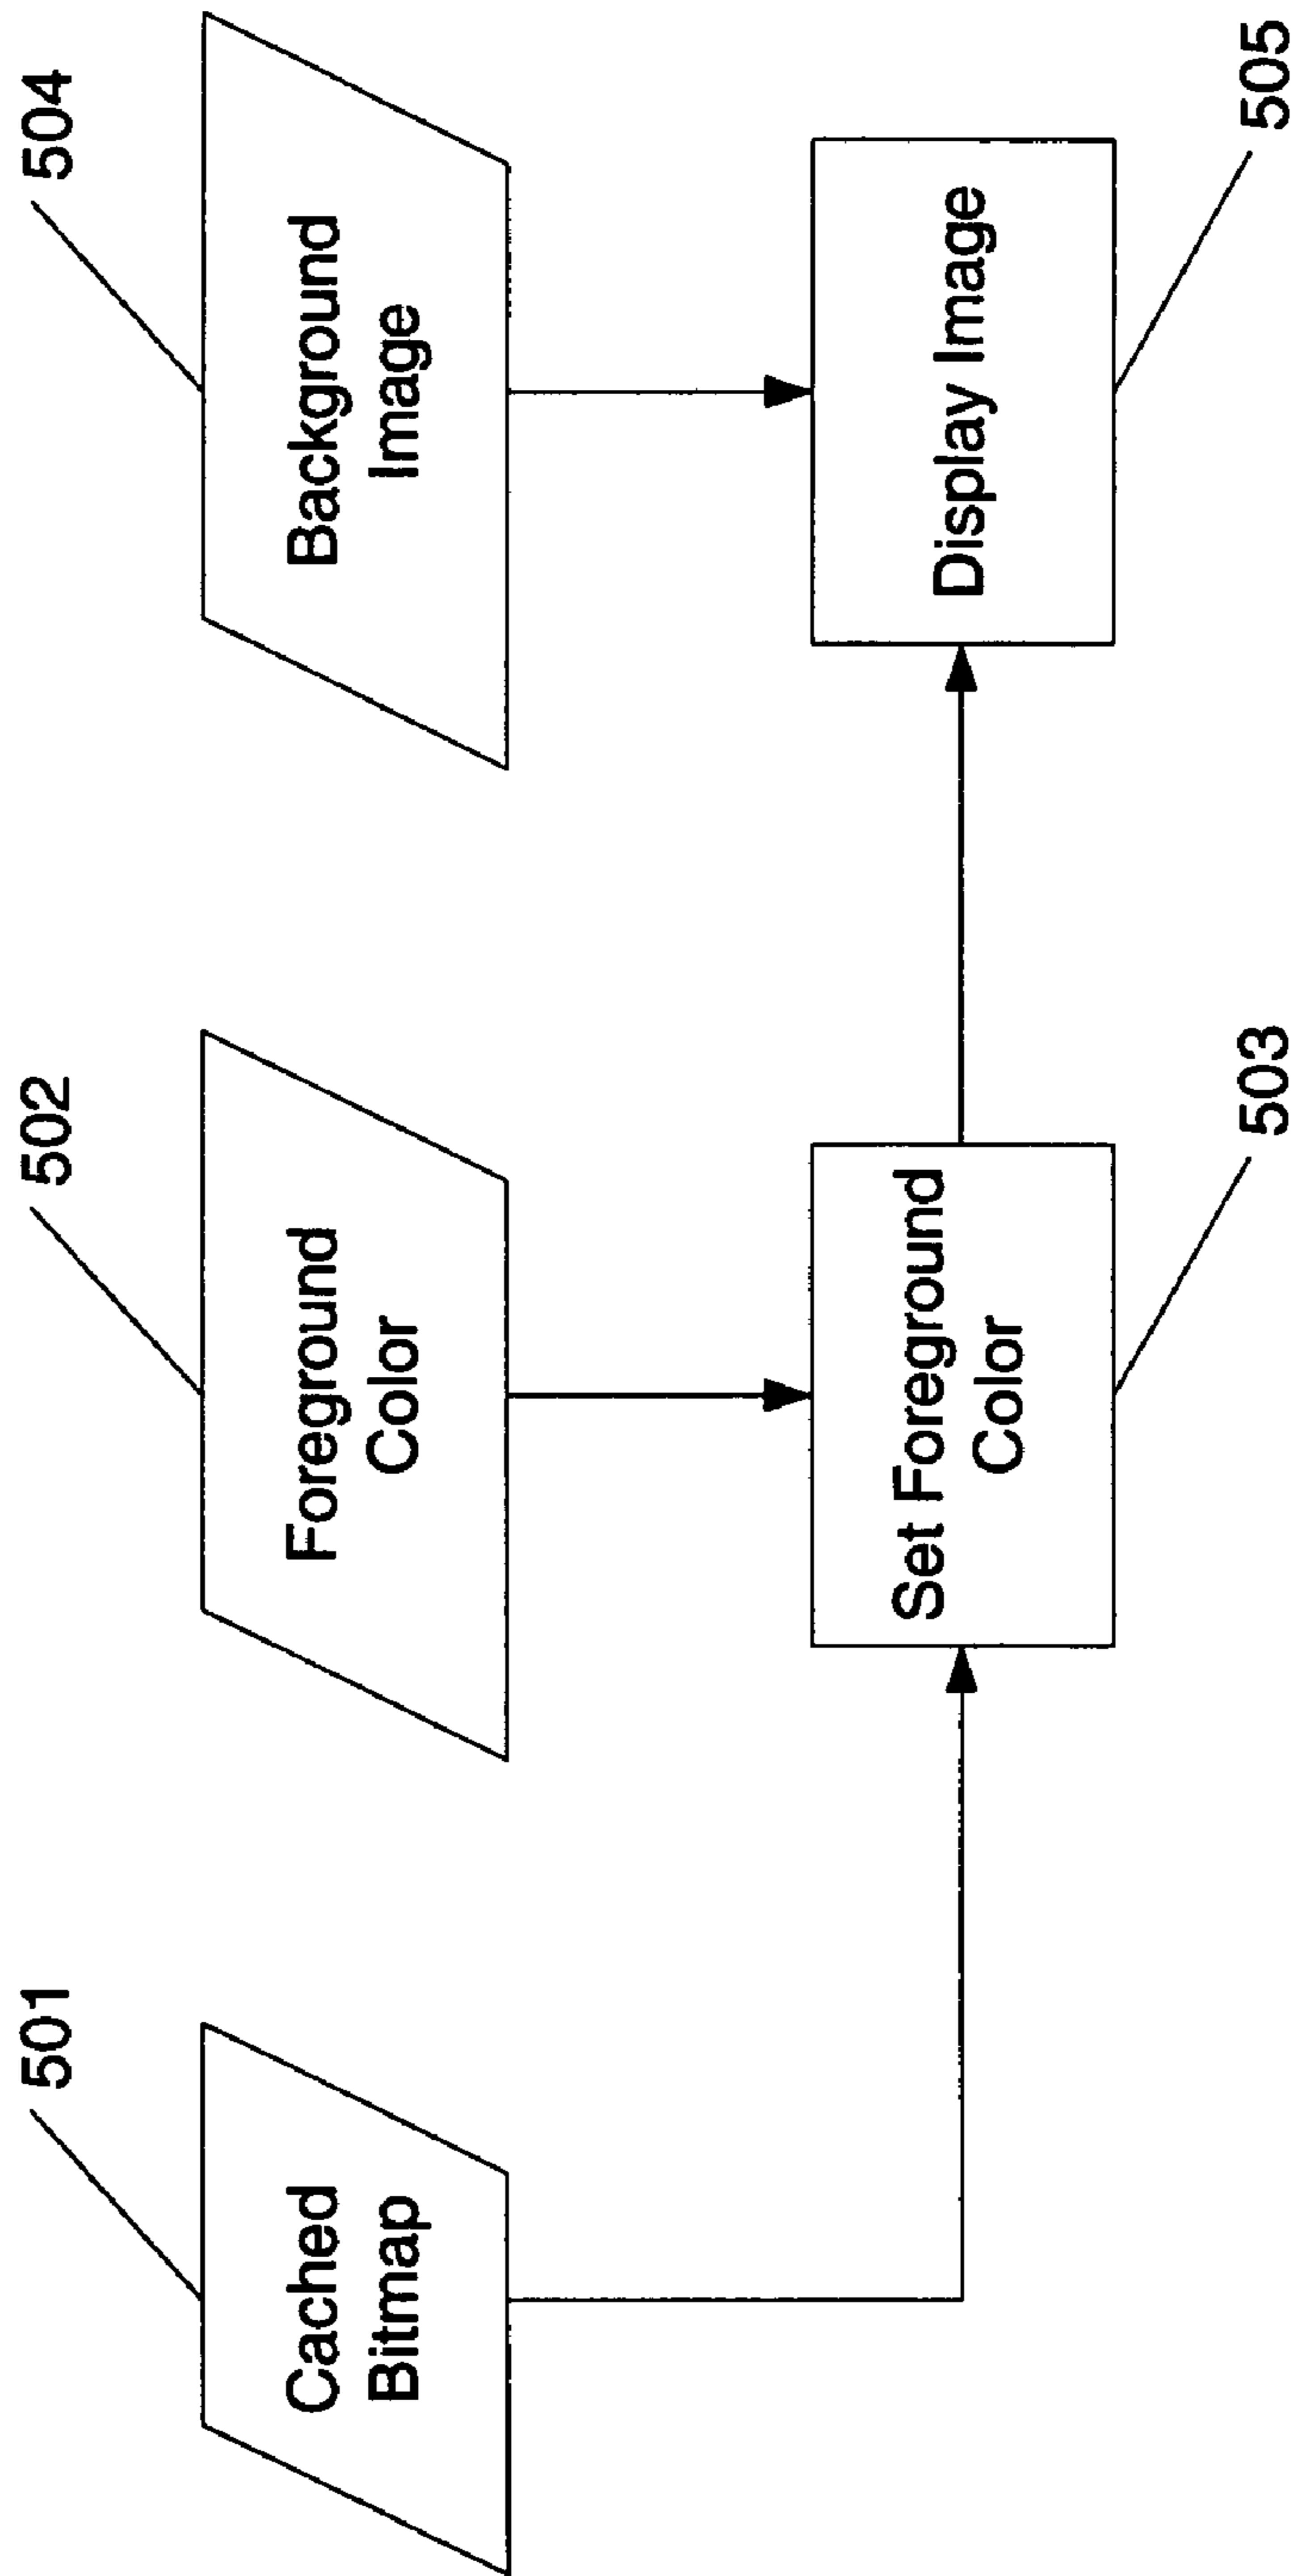 501
502
504
Cached
Bitmap
Foreground
Color
Background
Image
Set Foreground
Color
Display Image
503
505